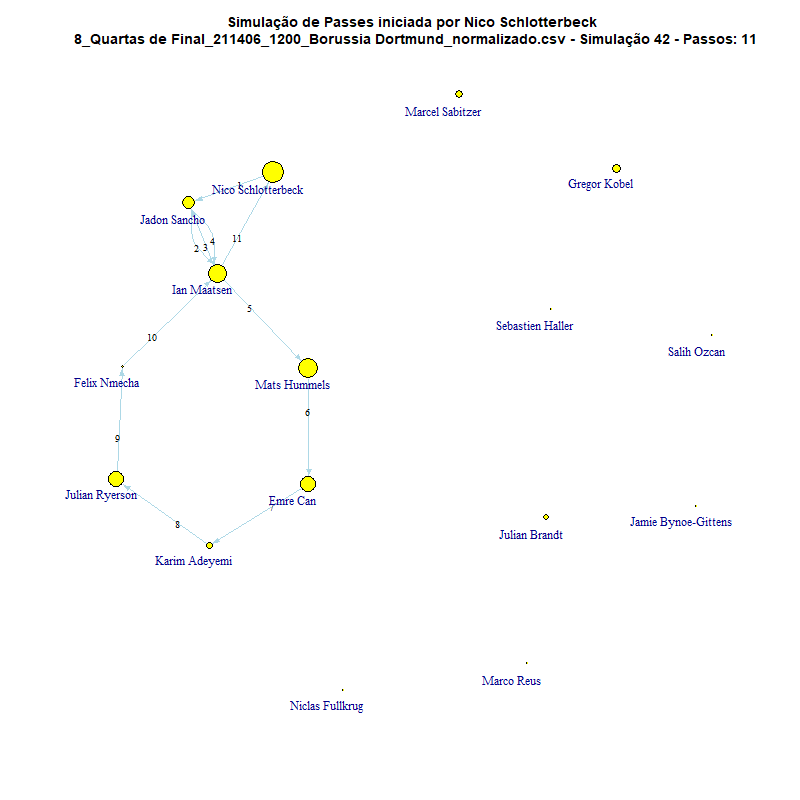 Simulação de Passes iniciada por Nico Schlotterbeck
8_Quartas de Final_211406_1200_Borussia Dortmund_normalizado.csv - Simulação 42 - Passos: 11
Marcel Sabitzer
Gregor Kobel
1
Nico Schlotterbeck
Jadon Sancho
11
4
2
3
Ian Maatsen
5
Sebastien Haller
10
Salih Ozcan
Felix Nmecha
Mats Hummels
6
9
Julian Ryerson
Emre Can
7
8
Jamie Bynoe-Gittens
Julian Brandt
Karim Adeyemi
Marco Reus
Niclas Fullkrug